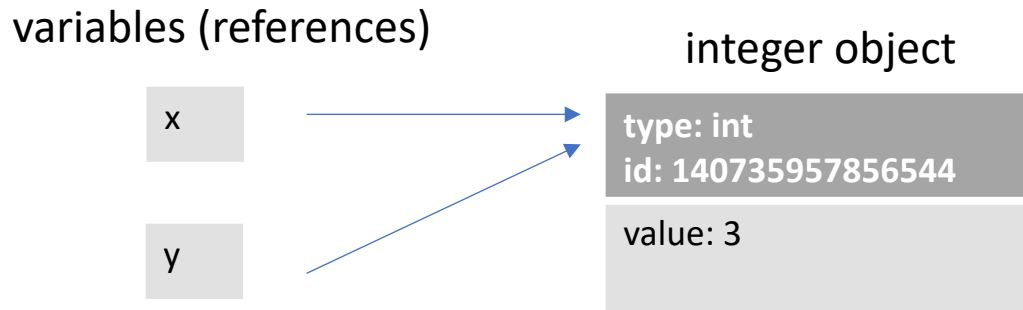 variables (references)
integer object
x
type: int
id: 140735957856544
value: 3
y